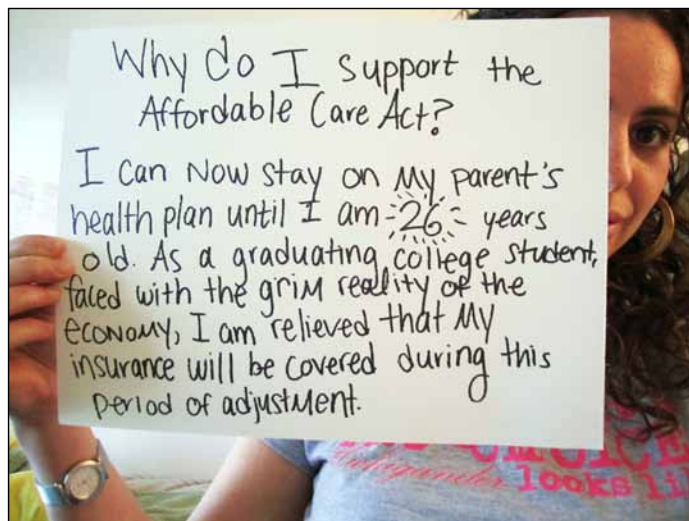 Why do I support the
Affordable Care Act?
I can now stay on my parent's
health plan until I am 26 years
old. As a graduating college student,
faced with the grim reality of the
economy, I am relieved that my
insurance will be covered during this
period of adjustment.
looks li